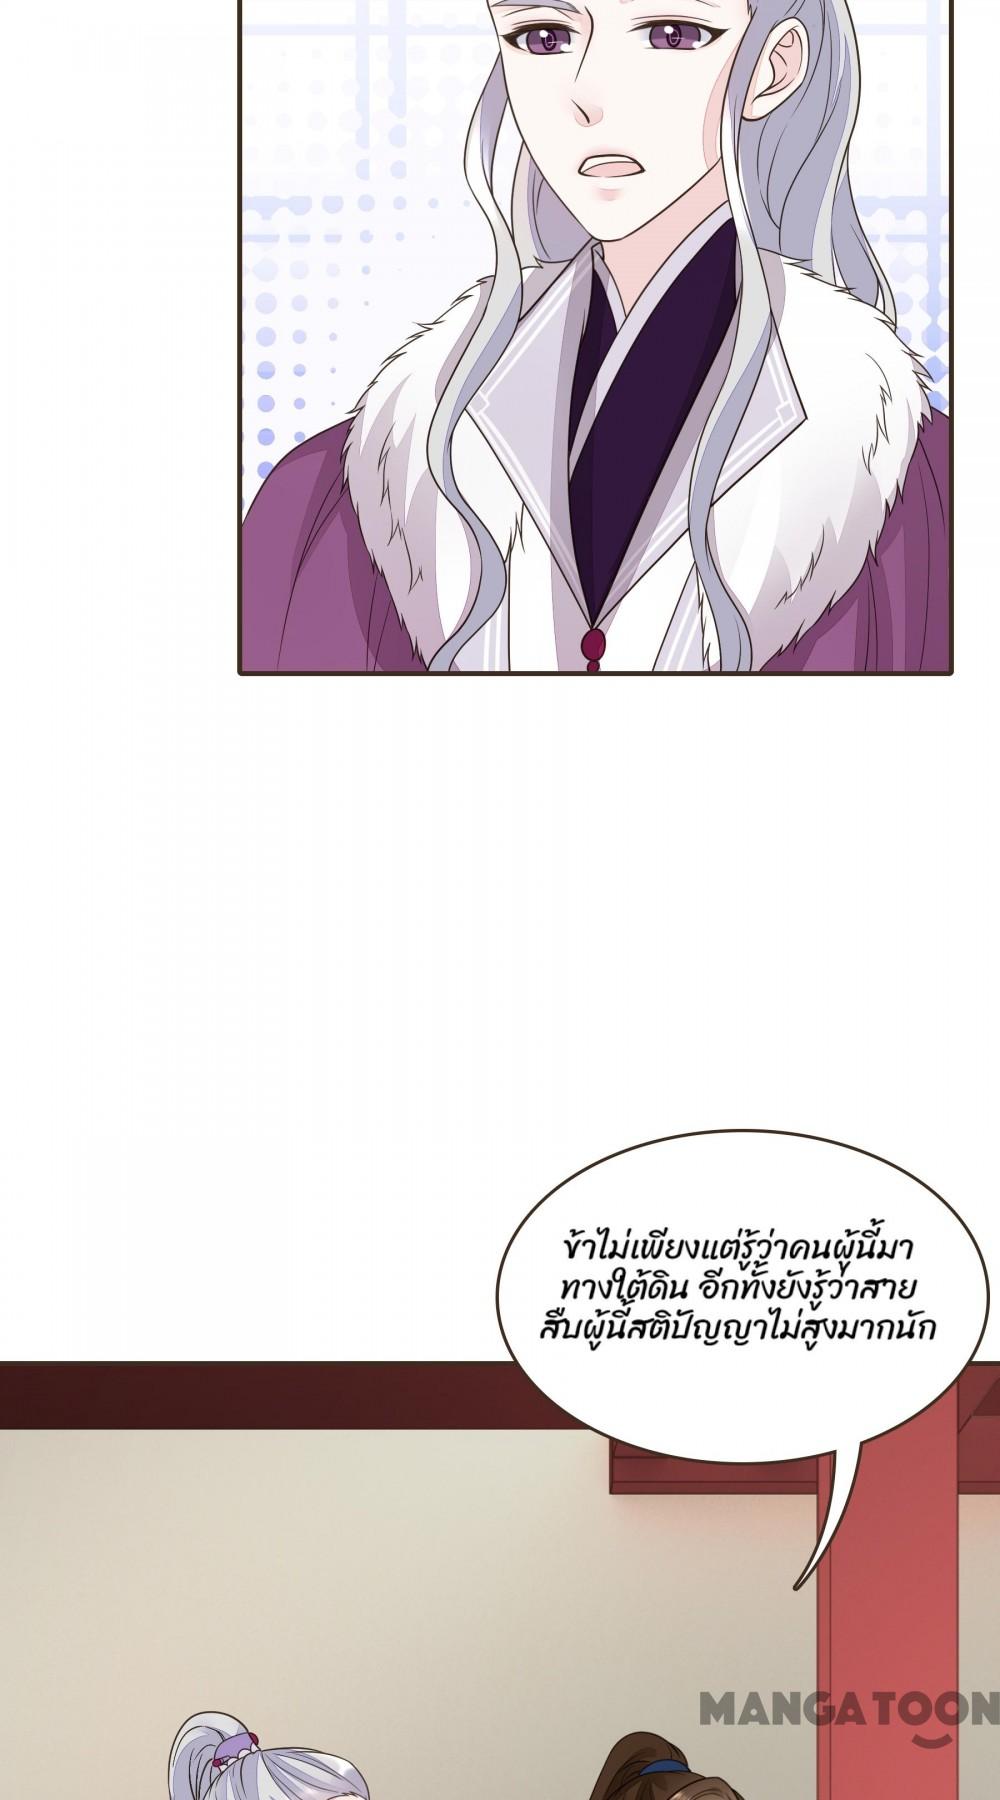 ข้าไม่เพียงแต่รู้ว่าคนผู้นี้มา
ทางใต้ดิน อีกทั้งยังรู้ว่าสาย
สืบผู้นี้สติปัญญาไม่สูงมากนัก
MANGATOON